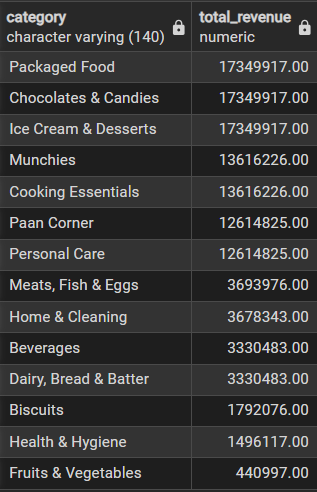 category total_revenue
character varying (140) numeric
Packaged Food 17349917.00
Chocolates & Candies 17349917.00
Ice Cream & Desserts 17349917.00
Munchies 13616226.00
Cooking Essentials 13616226.00
Paan Corner 12614825.00
Personal Care 12614825.00
Meats, Fish & Eggs 3693976.00
Home & Cleaning 3678343.00
Beverages 3330483.00
Dairy, Bread & Batter 3330483.00
Biscuits 1792076.00
Health & Hygiene 1496117.00
Fruits & Vegetables 440997.00